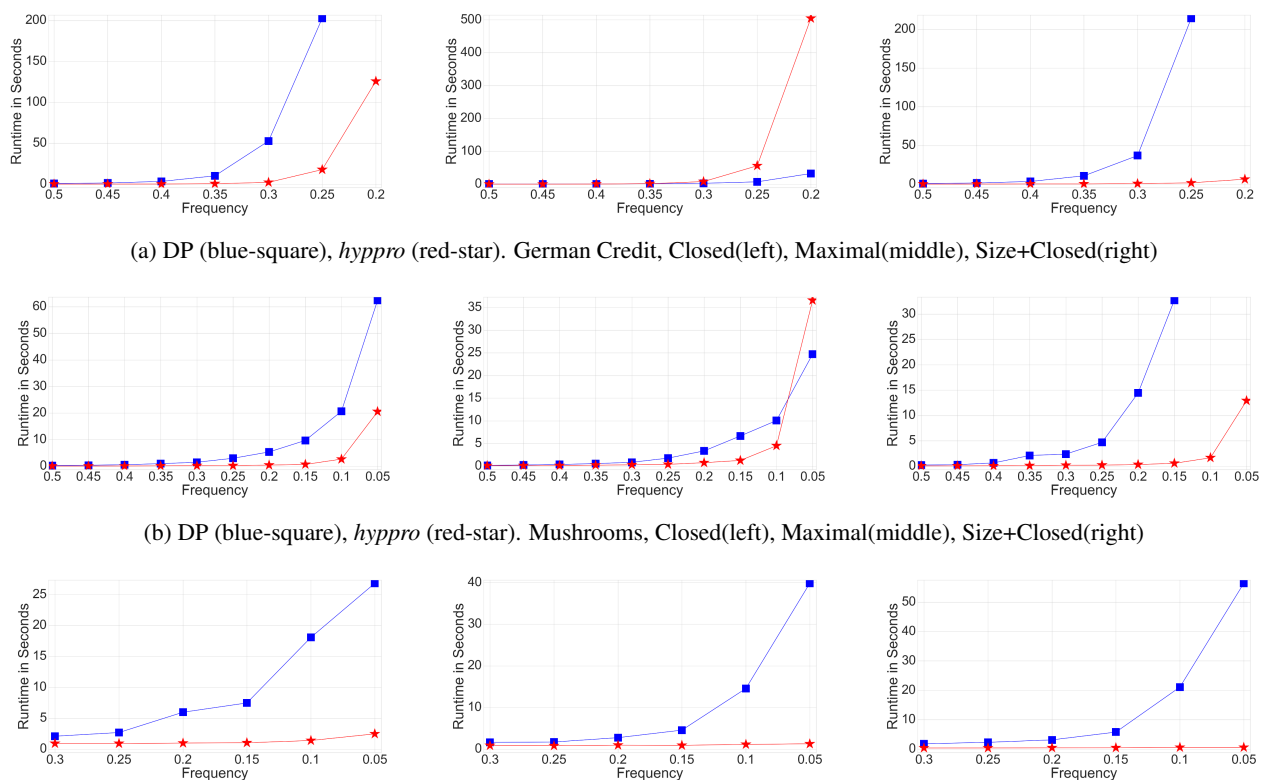 200
150
100
50
0
Runtime in Seconds
0.5 0.45 0.4 0.35 0.3 0.25 0.2
Frequency
500
400
300
200
100
0
Runtime in Seconds
0.5 0.45 0.4 0.35 0.3 0.25 0.2
Frequency
200
150
100
50
0
Runtime in Seconds
0.5 0.45 0.4 0.35 0.3 0.25 0.2
Frequency
(a) DP (blue-square), hyppro (red-star). German Credit, Closed(left), Maximal(middle), Size+Closed(right)
60
50
40
30
20
10
0
Runtime in Seconds
0.5 0.45 0.4 0.35 0.3 0.25 0.2 0.15 0.1 0.05
Frequency
35
30
25
20
15
10
5
0
Runtime in Seconds
0.5 0.45 0.4 0.35 0.3 0.25 0.2 0.15 0.1 0.05
Frequency
30
25
20
15
10
5
0
Runtime in Seconds
0.5 0.45 0.4 0.35 0.3 0.25 0.2 0.15 0.1 0.05
Frequency
(b) DP (blue-square), hyppro (red-star). Mushrooms, Closed(left), Maximal(middle), Size+Closed(right)
25
20
15
10
5
0
Runtime in Seconds
0.3 0.25 0.2 0.15 0.1 0.05
Frequency
40
30
20
10
0
Runtime in Seconds
0.3 0.25 0.2 0.15 0.1 0.05
Frequency
50
40
30
20
10
0
Runtime in Seconds
0.3 0.25 0.2 0.15 0.1 0.05
Frequency